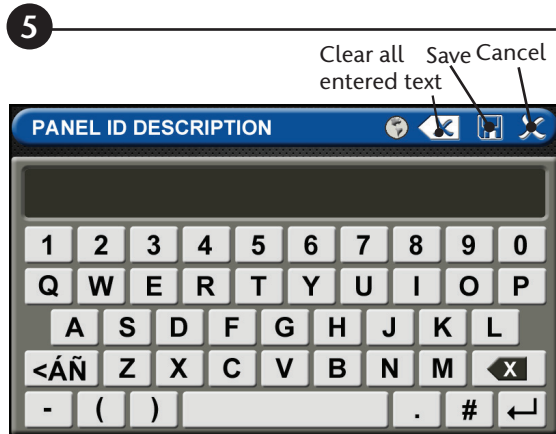 5
Clear all Save Cancel
entered text
PANEL ID DESCRIPTION
1 2 3 4 5 6 7 8 9 0
Q W E R T Y U I O P
A S D F G H J K L
<ÁÑ Z X C V B N M X
- ( ) . #